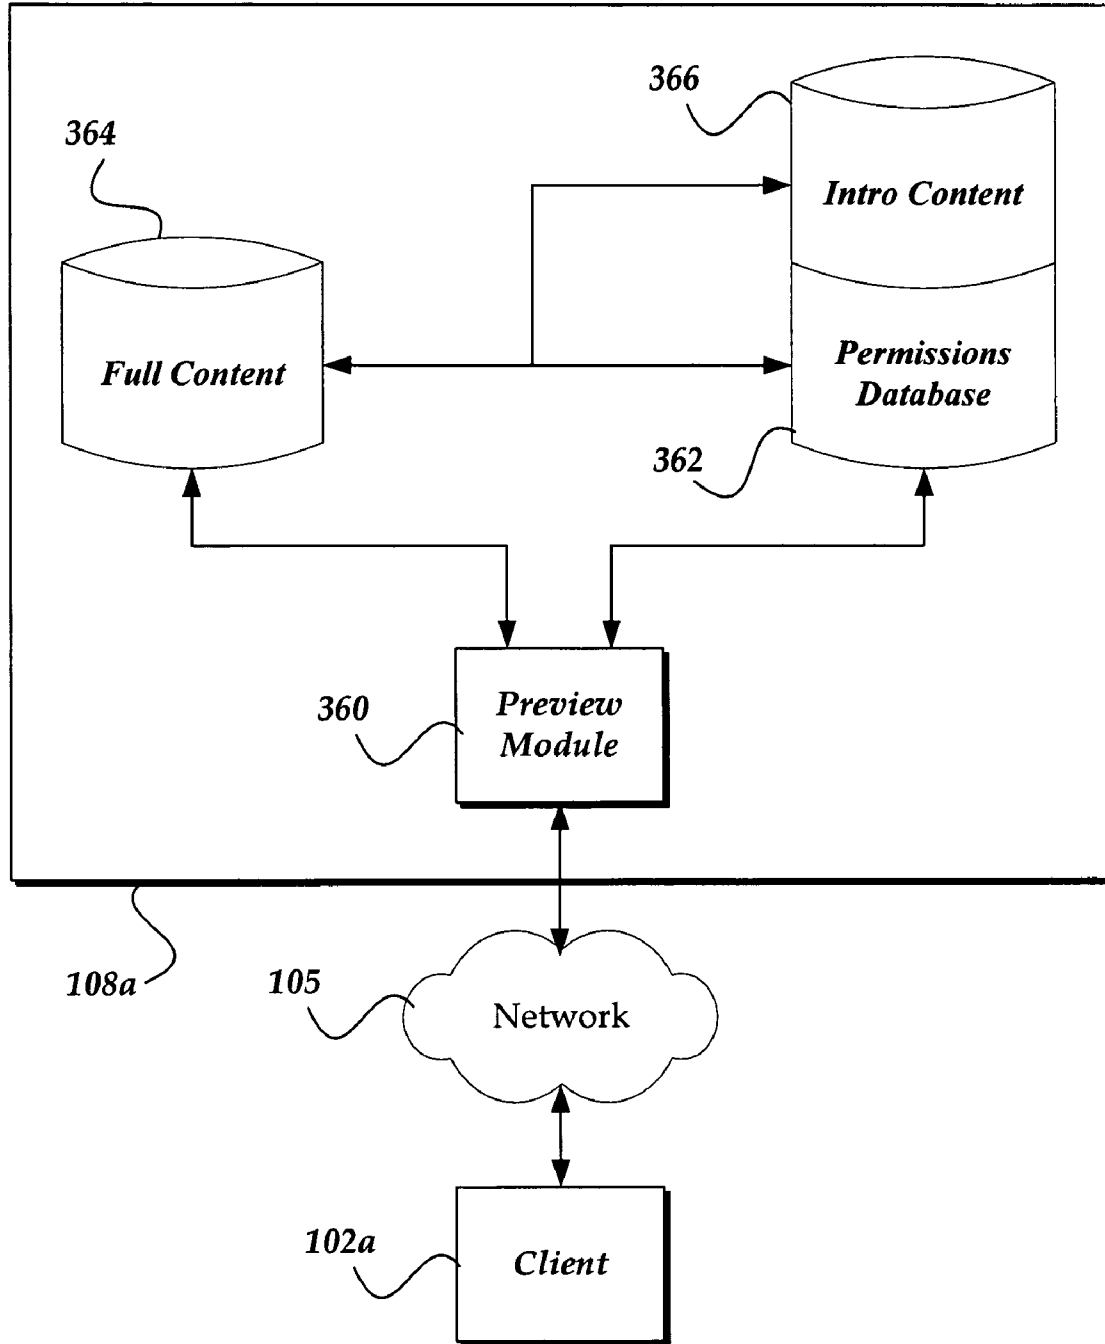 366
364
Intro Content
Full Content
Permissions
Database
362
360
Preview
Module
108a
105
Network
102a
Client